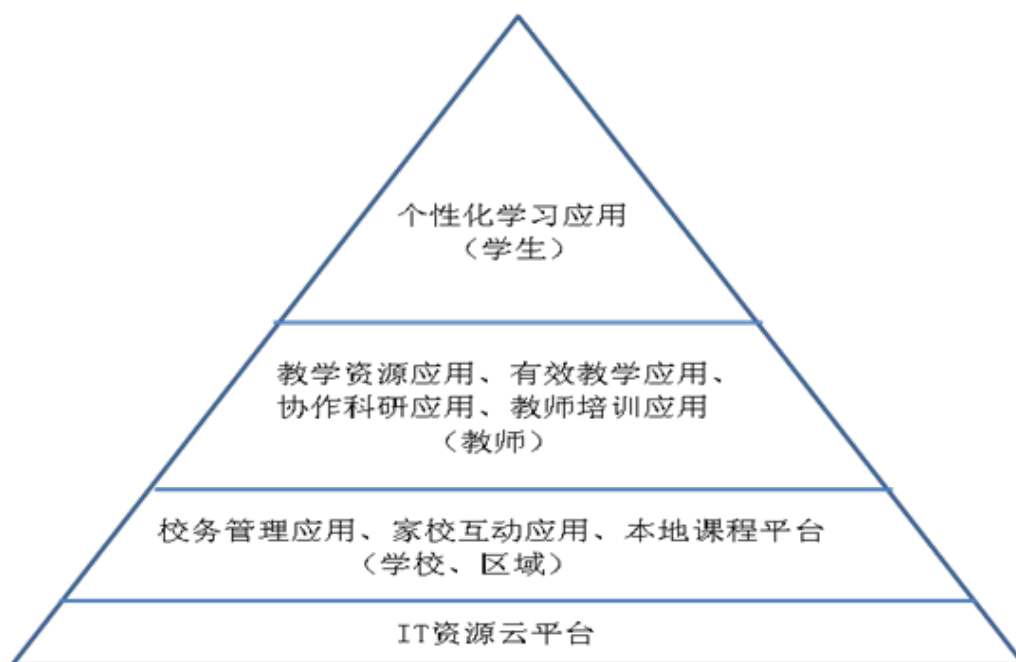 个性化学习应用
（学生）
教学资源应用、有效教学应用、
协作科研应用、教师培训应用
（教师）
校务管理应用、家校互动应用、本地课程平台
（学校、区域）
IT资源云平台